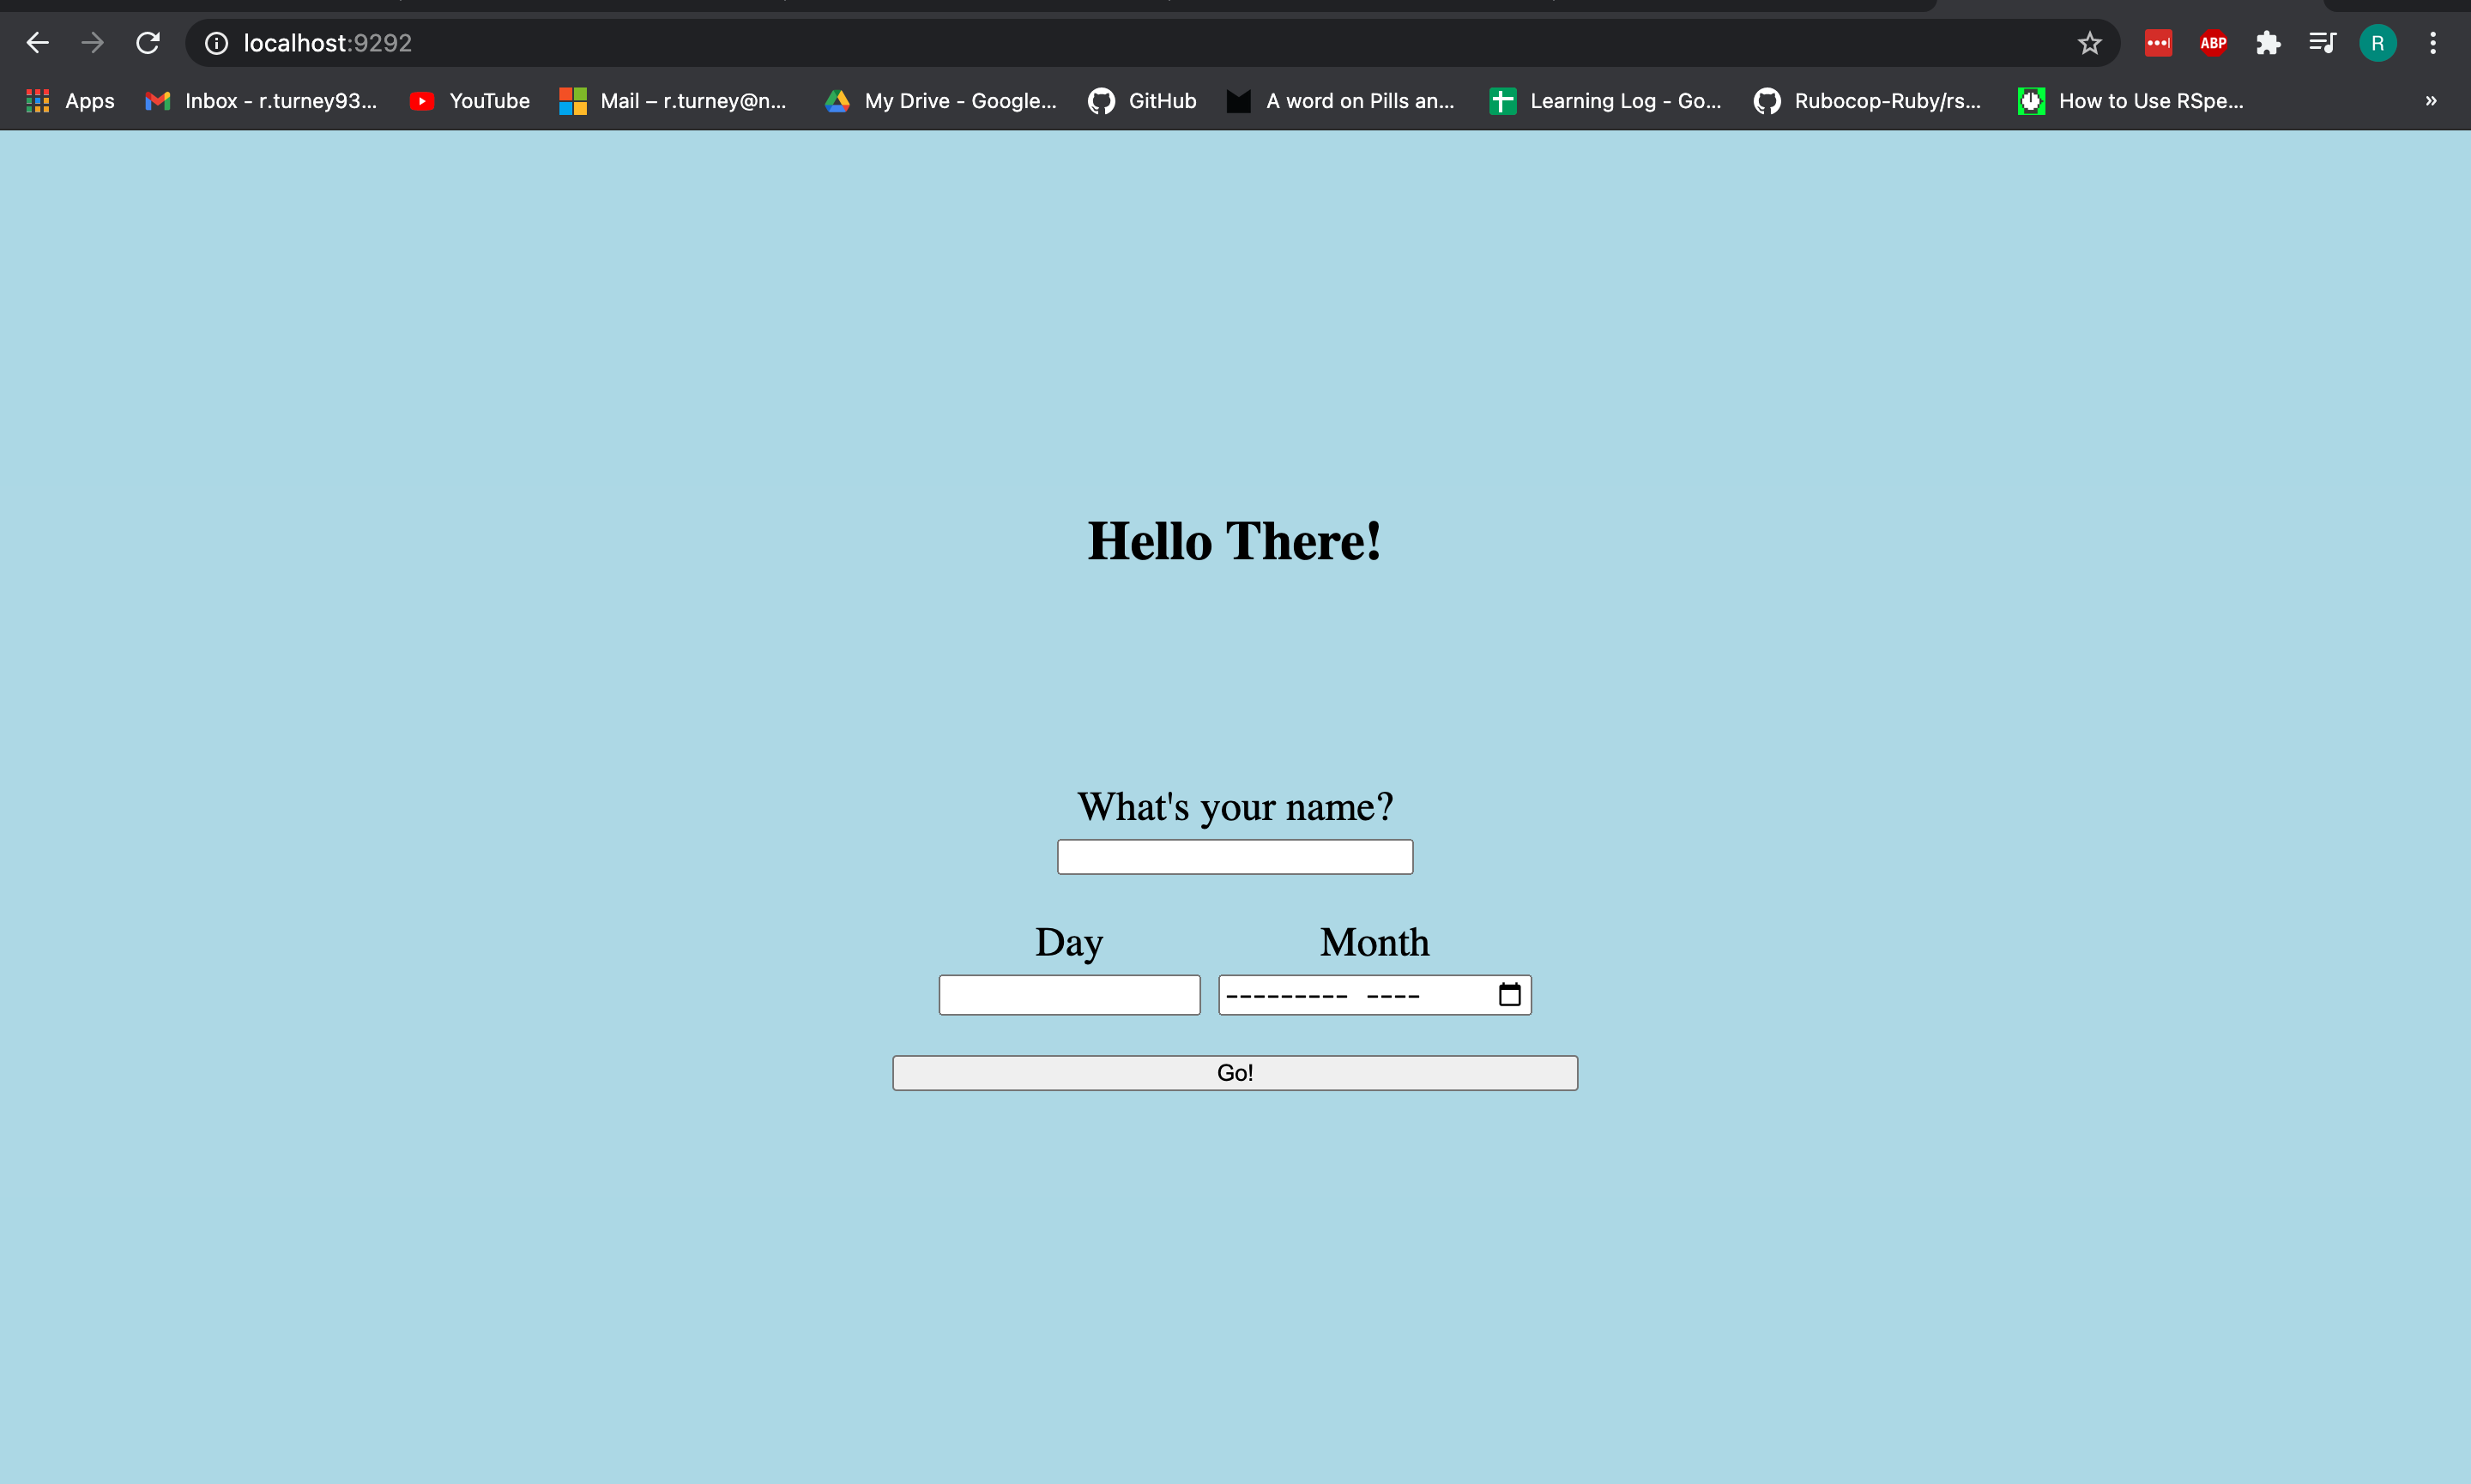 localhost:9292
ABP
R
Apps Inbox - r.turney93... YouTube Mail – r.turney@n... My Drive - Google... GitHub A word on Pills an... Learning Log - Go... Rubocop-Ruby/rs... How to Use RSpe... »
Hello There!
What's your name?
Day Month
--------- ----
Go!